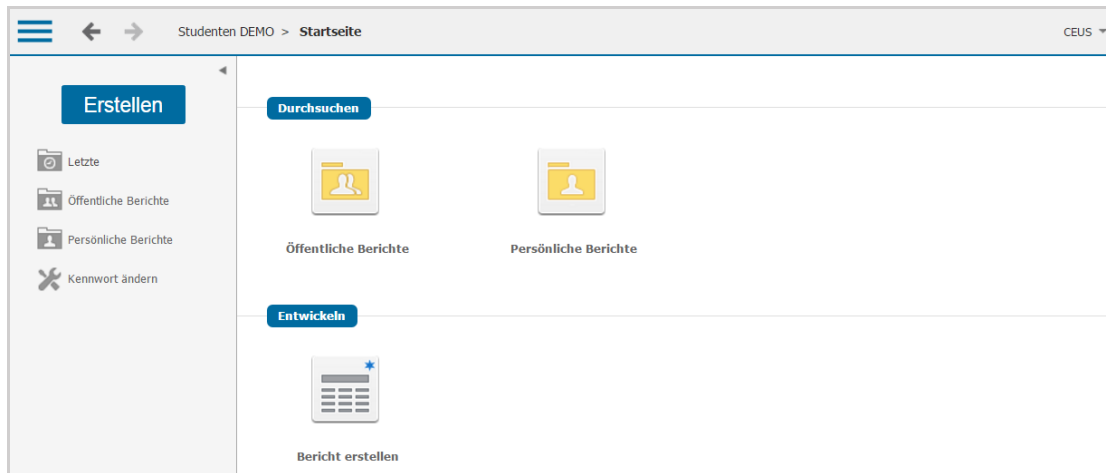 Studenten DEMO > Startseite
CEUS
Erstellen
Letzte
Öffentliche Berichte
Persönliche Berichte
Kennwort ändern
Durchsuchen
Öffentliche Berichte
Persönliche Berichte
Entwickeln
Bericht erstellen